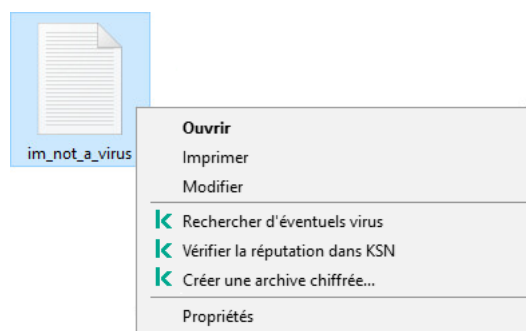 im_not_a_virus
Ouvrir
Imprimer
Modifier
Rechercher d'éventuels virus
Vérifier la réputation dans KSN
Créer une archive chiffrée...
Propriétés